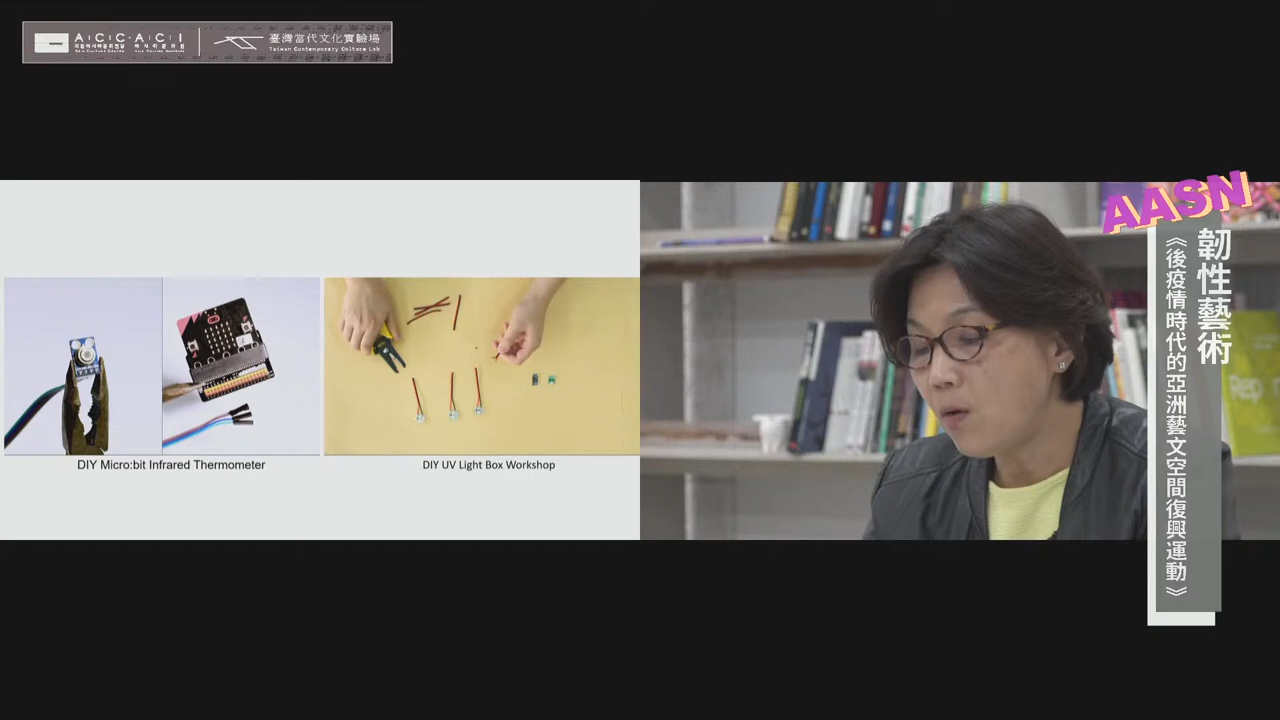 ACC·ACI
臺灣當代文化實驗場
Taiwan Contemporary Culture Lab
AASN
韌性藝術
《後疫情時代的亞洲藝文空間復興運動》
DIY Micro:bit Infrared Thermometer
DIY UV Light Box Workshop